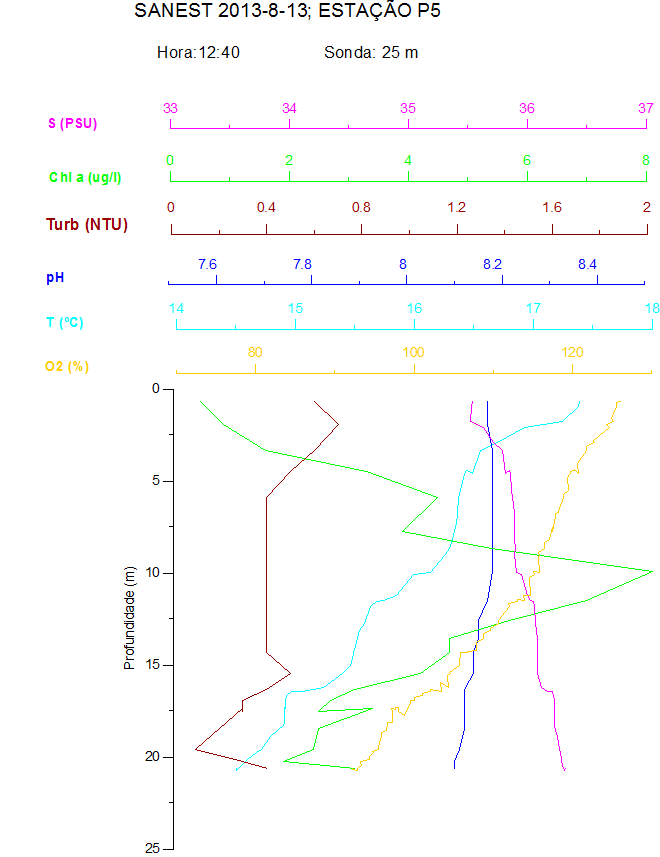 SANEST 2013-8-13; ESTAÇÃO P5
Hora:12:40 Sonda: 25 m
33 34 35 36 37
S (PSU)
0 2 4 6 8
Chl a (ug/l)
0 0.4 0.8 1.2 1.6 2
Turb (NTU)
7.6 7.8 8 8.2 8.4
pH
14 15 16 17 18
T (ºC)
80 100 120
O2 (%)
0
5
10
15
20
25
Profundidade (m)